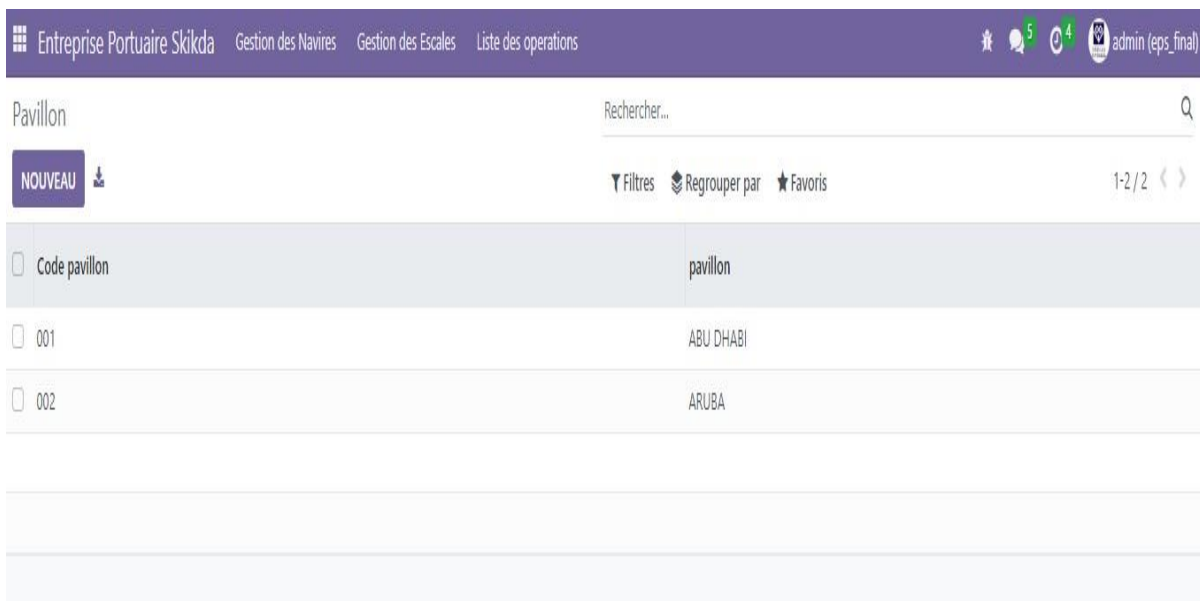 Entreprise Portuaire Skikda Gestion des Navires Gestion des Escales Liste des operations 5 4 admin (eps_final)
Pavillon Rechercher...
NOUVEAU Filtres Regrouper par Favoris 1-2 / 2
Code pavillon pavillon
001 ABU DHABI
002 ARUBA